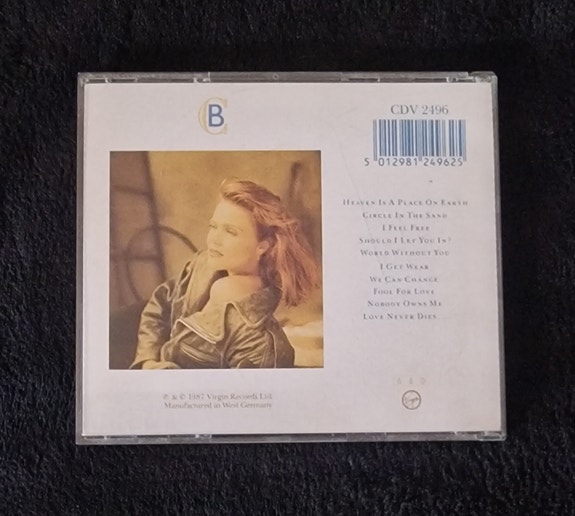 CB
CDV 2496
5 012981 249625
HEAVEN IS A PLACE ON EARTH
CIRCLE IN THE SAND
I FEEL FREE
SHOULD I LET YOU IN?
WORLD WITHOUT YOU
I GET WEAK
WE CAN CHANGE
FOOL FOR LOVE
NOBODY OWNS ME
LOVE NEVER DIES....
℗ & © 1987 Virgin Records Ltd.
Manufactured in West Germany
Virgin